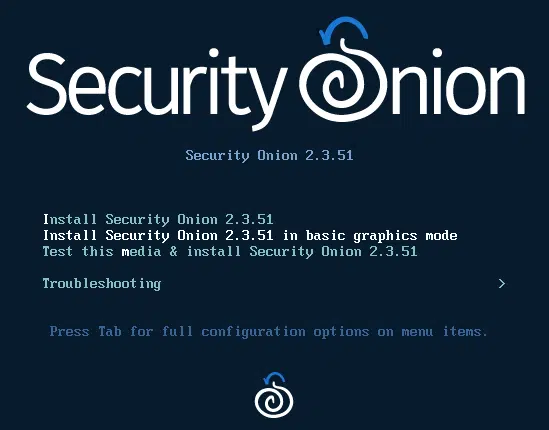 Security Onion
Security Onion 2.3.51
Install Security Onion 2.3.51
Install Security Onion 2.3.51 in basic graphics mode
Test this media & install Security Onion 2.3.51
Troubleshooting >
Press Tab for full configuration options on menu items.